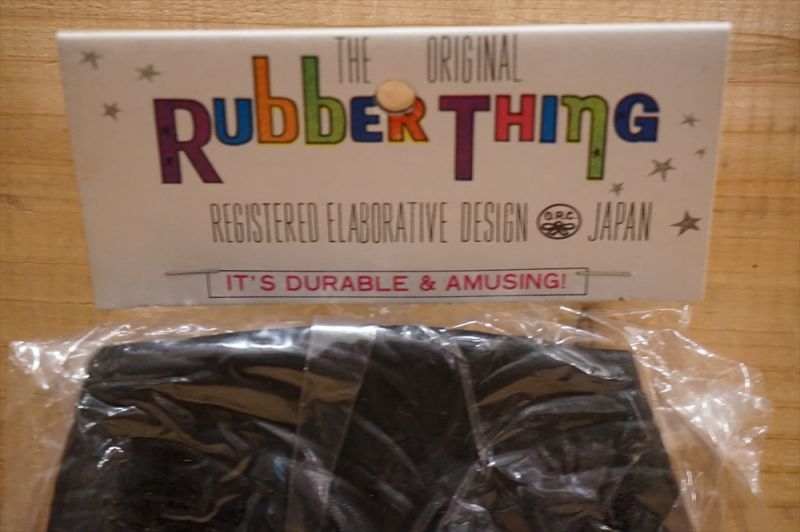 THE ORIGINAL
RUbbER THINg
REGISTERED ELABORATIVE DESIGN O.R.C. JAPAN
IT'S DURABLE & AMUSING!